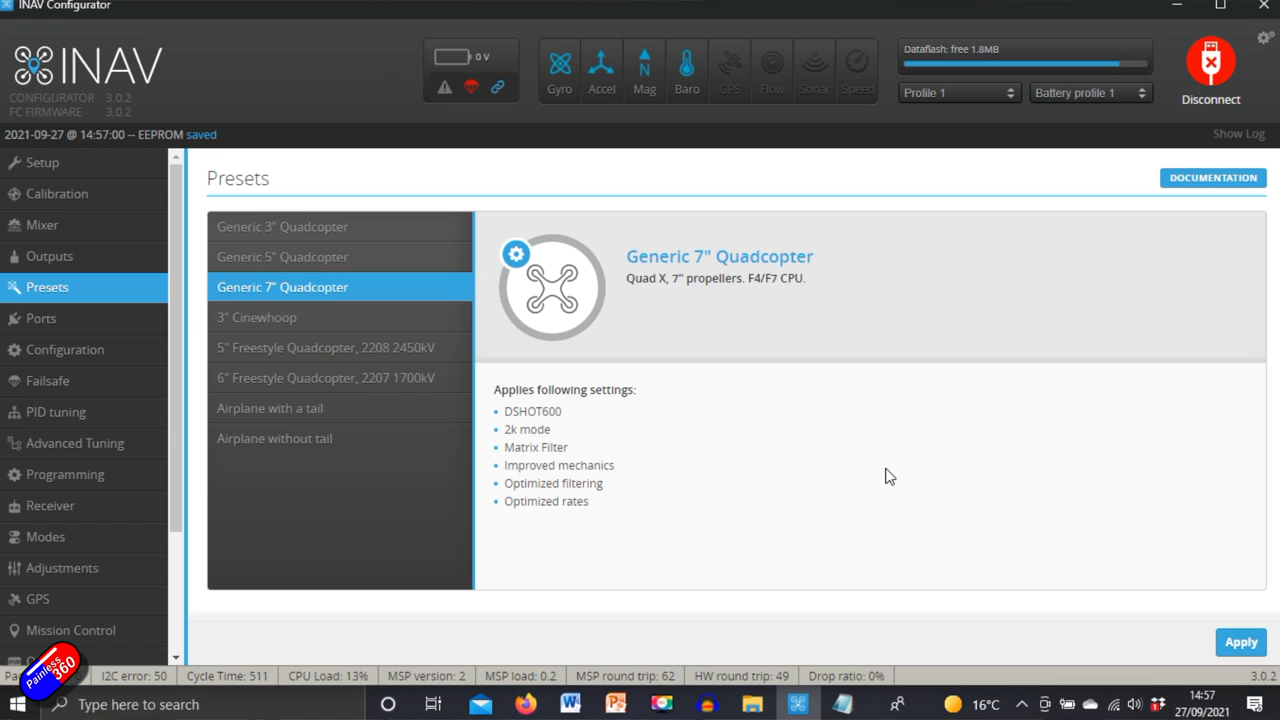 INAV Configurator
INAV
CONFIGURATOR 3.0.2
FC FIRMWARE 3.0.2
0 V
Gyro Accel Mag Baro GPS Flow Sonar Speed
Dataflash: free 1.8MB
Profile 1 Battery profile 1
Disconnect
2021-09-27 @ 14:57:00 -- EEPROM saved
Show Log
Setup
Calibration
Mixer
Outputs
Presets
Ports
Configuration
Failsafe
PID tuning
Advanced Tuning
Programming
Receiver
Modes
Adjustments
GPS
Mission Control
Presets
DOCUMENTATION
Generic 3" Quadcopter
Generic 5" Quadcopter
Generic 7" Quadcopter
3" Cinewhoop
5" Freestyle Quadcopter, 2208 2450kV
6" Freestyle Quadcopter, 2207 1700kV
Airplane with a tail
Airplane without tail
Generic 7" Quadcopter
Quad X, 7" propellers. F4/F7 CPU.
Applies following settings:
DSHOT600
2k mode
Matrix Filter
Improved mechanics
Optimized filtering
Optimized rates
Apply
I2C error: 50 Cycle Time: 511 CPU Load: 13% MSP version: 2 MSP load: 0.2 MSP round trip: 62 HW round trip: 49 Drop ratio: 0% 3.0.2
Painless360
Type here to search
16°C
14:57
27/09/2021